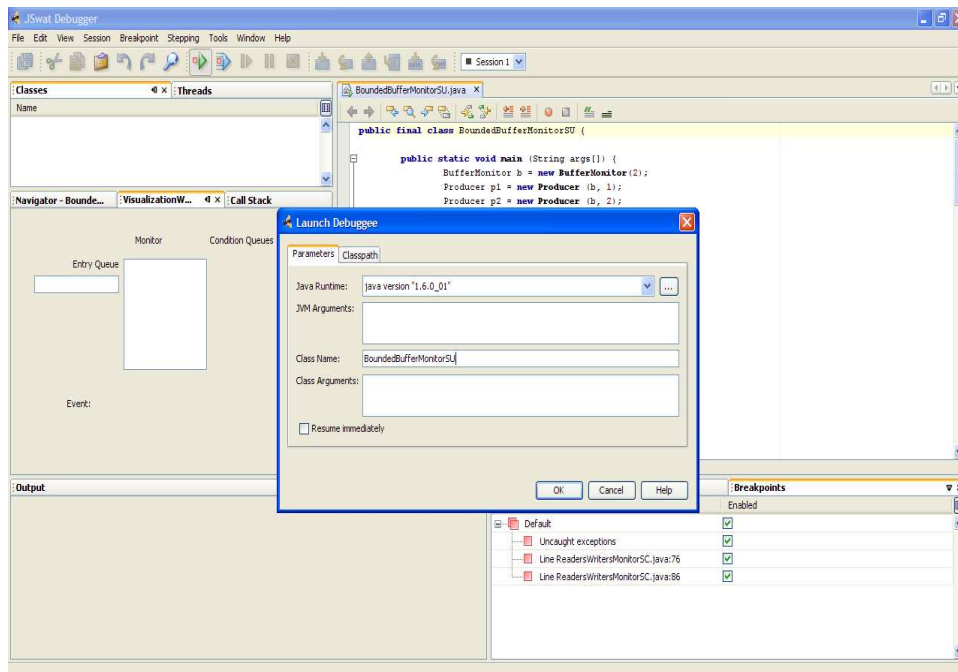 JSwat Debugger
File Edit View Session Breakpoint Stepping Tools Window Help
Session 1
Classes
Threads
Name
BoundedBufferMonitorSU.java
public final class BoundedBufferMonitorSU {
public static void main (String args[]) {
BufferMonitor b = new BufferMonitor(2);
Producer p1 = new Producer (b, 1);
Producer p2 = new Producer (b, 2);
Navigator - Bounde...
VisualizationW...
Call Stack
Monitor
Condition Queues
Entry Queue
Event:
Launch Debuggee
Parameters
Classpath
Java Runtime:
java version "1.6.0_01"
...
JVM Arguments:
Class Name:
BoundedBufferMonitorSU
Class Arguments:
Resume immediately
OK
Cancel
Help
Output
Breakpoints
Enabled
Default
Uncaught exceptions
Line ReadersWritersMonitorSC.java:76
Line ReadersWritersMonitorSC.java:86